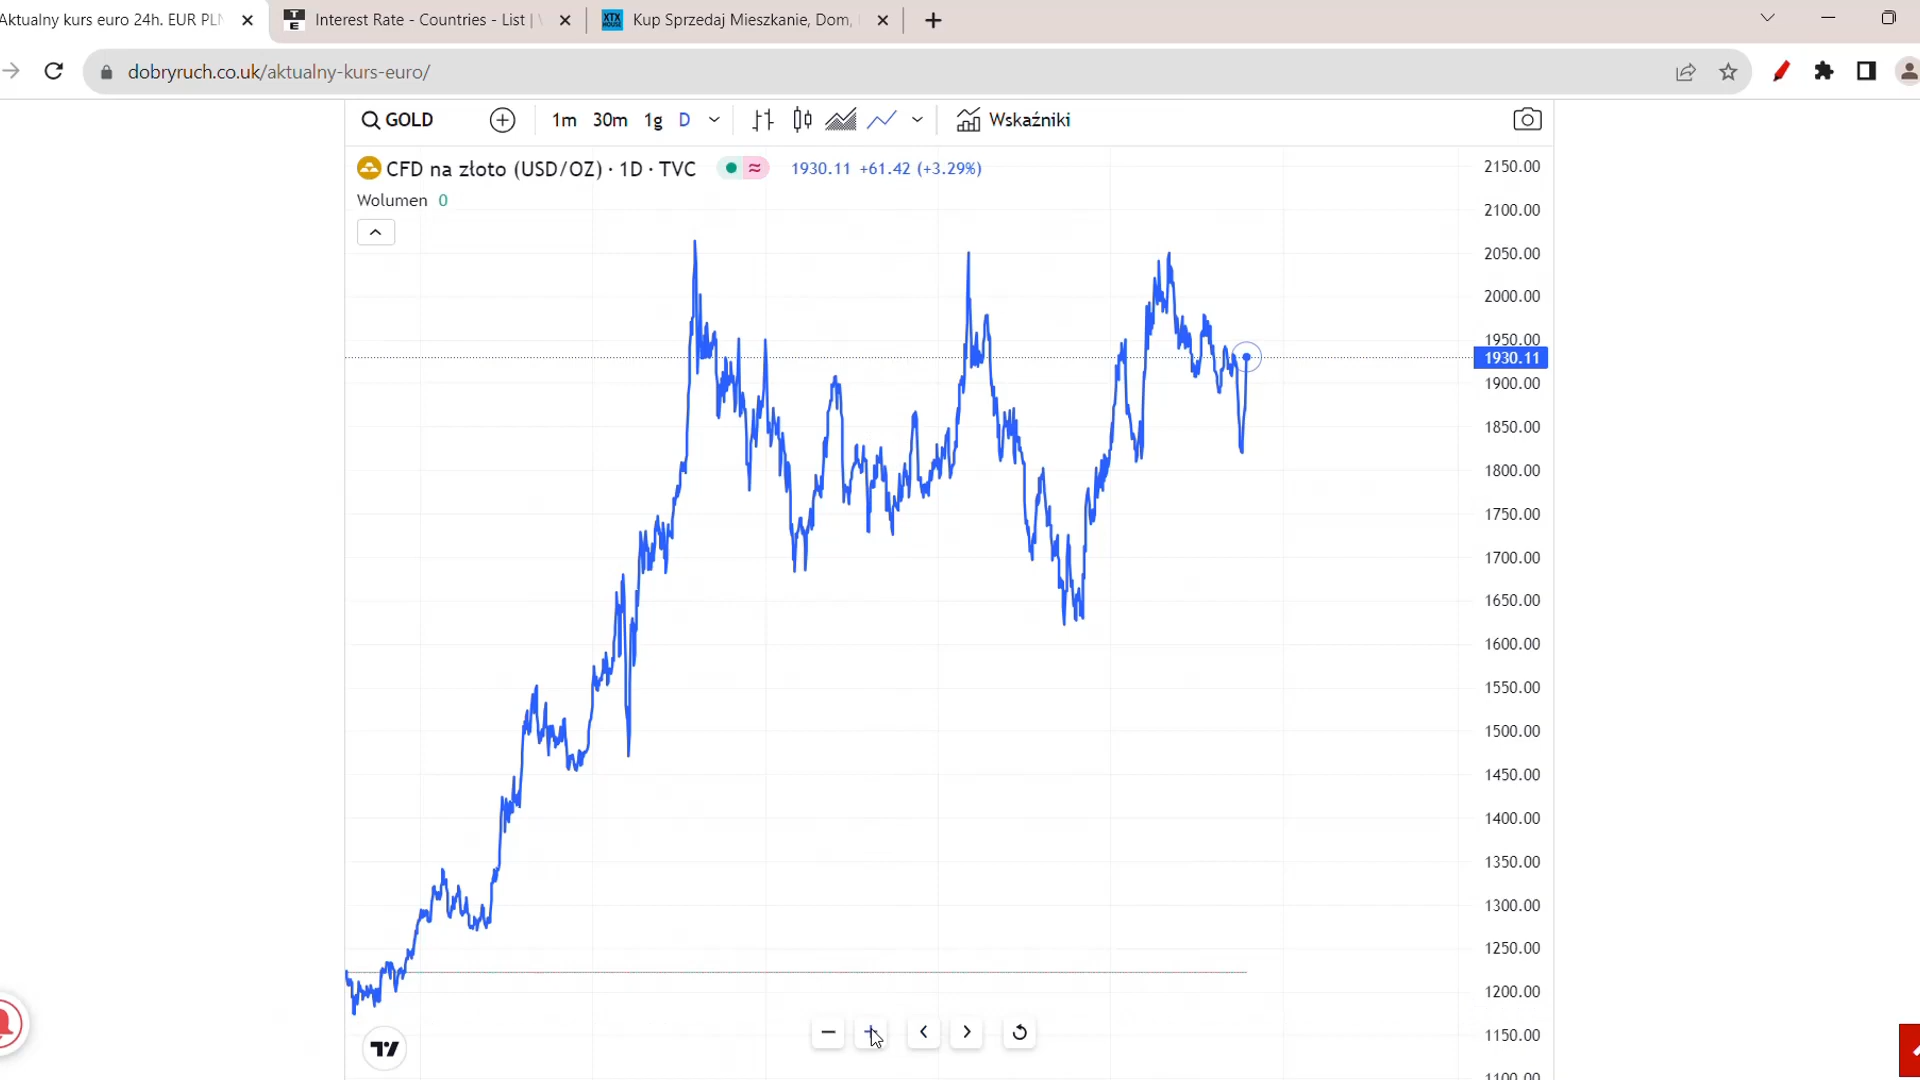 Aktualny kurs euro 24h. EUR PLN
Interest Rate - Countries - List |
Kup Sprzedaj Mieszkanie, Dom,
dobryruch.co.uk/aktualny-kurs-euro/
GOLD
1m 30m 1g D
Wskaźniki
CFD na złoto (USD/OZ) · 1D · TVC
1930.11 +61.42 (+3.29%)
Wolumen 0
2150.00
2100.00
2050.00
2000.00
1950.00
1930.11
1900.00
1850.00
1800.00
1750.00
1700.00
1650.00
1600.00
1550.00
1500.00
1450.00
1400.00
1350.00
1300.00
1250.00
1200.00
1150.00
1100.00